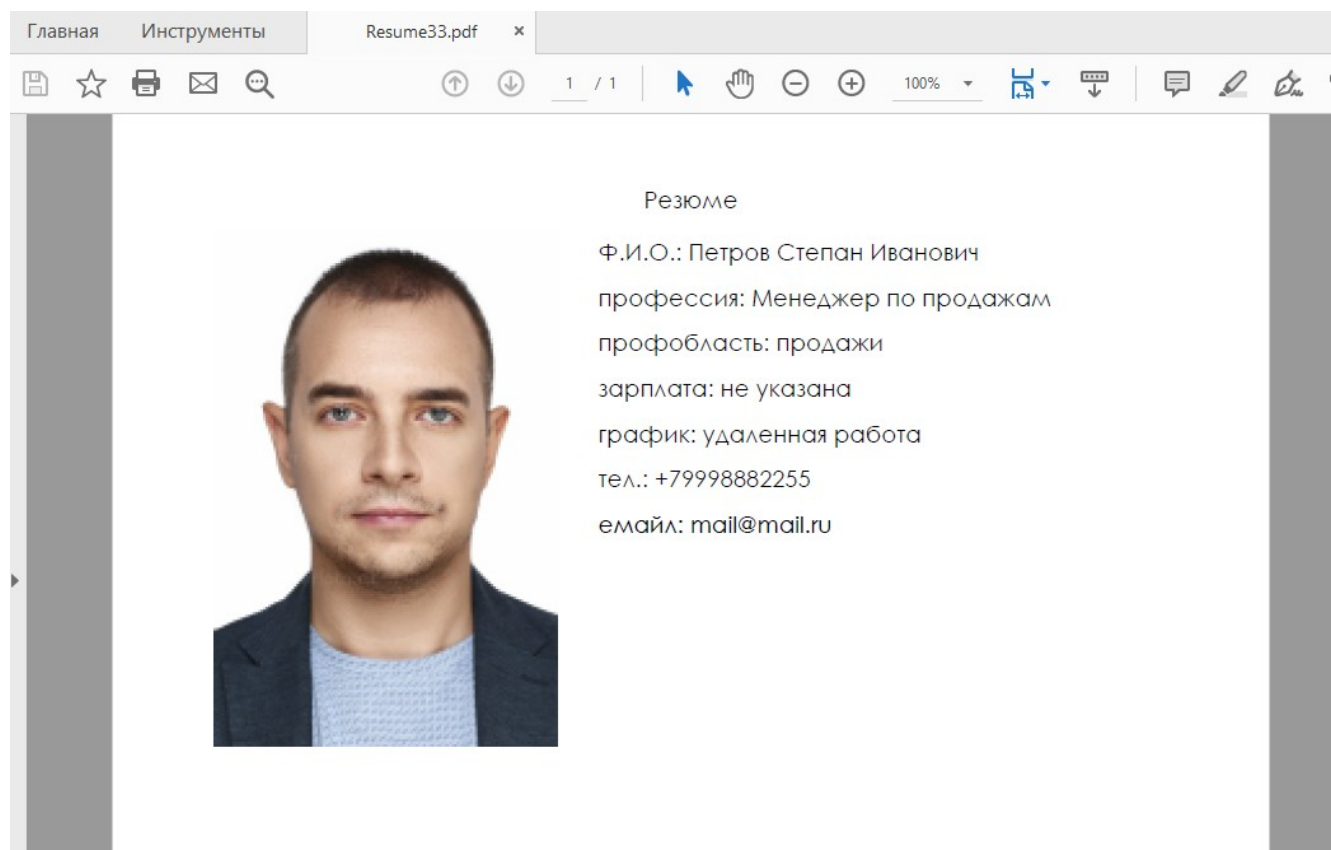 Главная Инструменты Resume33.pdf ×
1 / 1 100%
Резюме
Ф.И.О.: Петров Степан Иванович
профессия: Менеджер по продажам
профобласть: продажи
зарплата: не указана
график: удаленная работа
тел.: +79998882255
емайл: mail@mail.ru